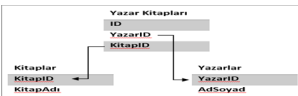 Yazar Kitapları
ID
YazarID
KitapID
Kitaplar
KitapID
KitapAdı
Yazarlar
YazarID
AdSoyad